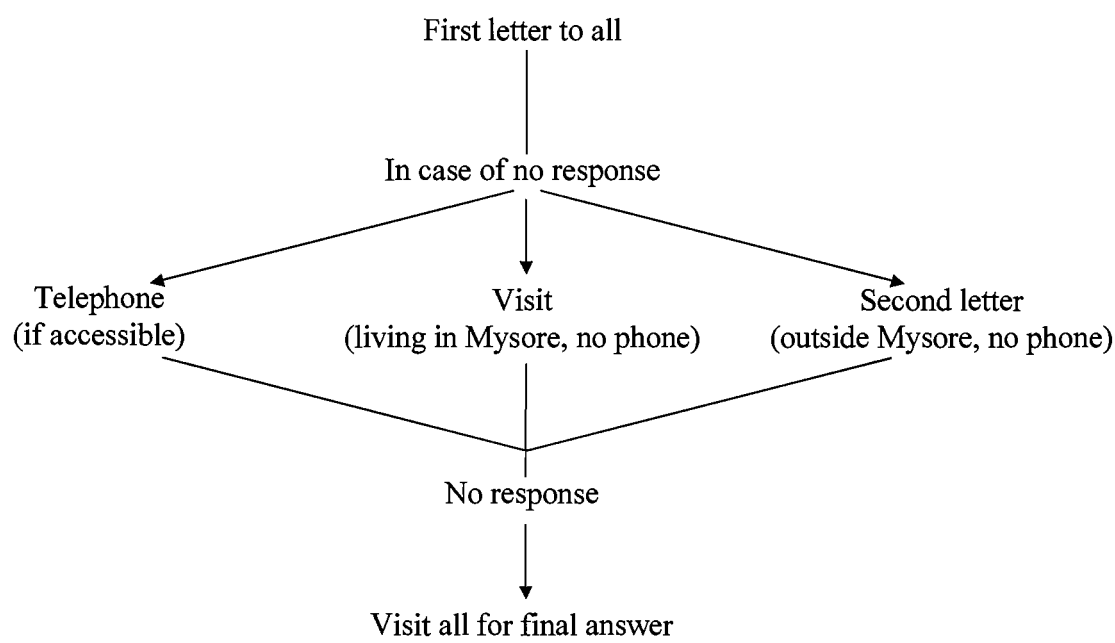 First letter to all
In case of no response
Telephone
(if accessible)
Visit
(living in Mysore, no phone)
Second letter
(outside Mysore, no phone)
No response
Visit all for final answer